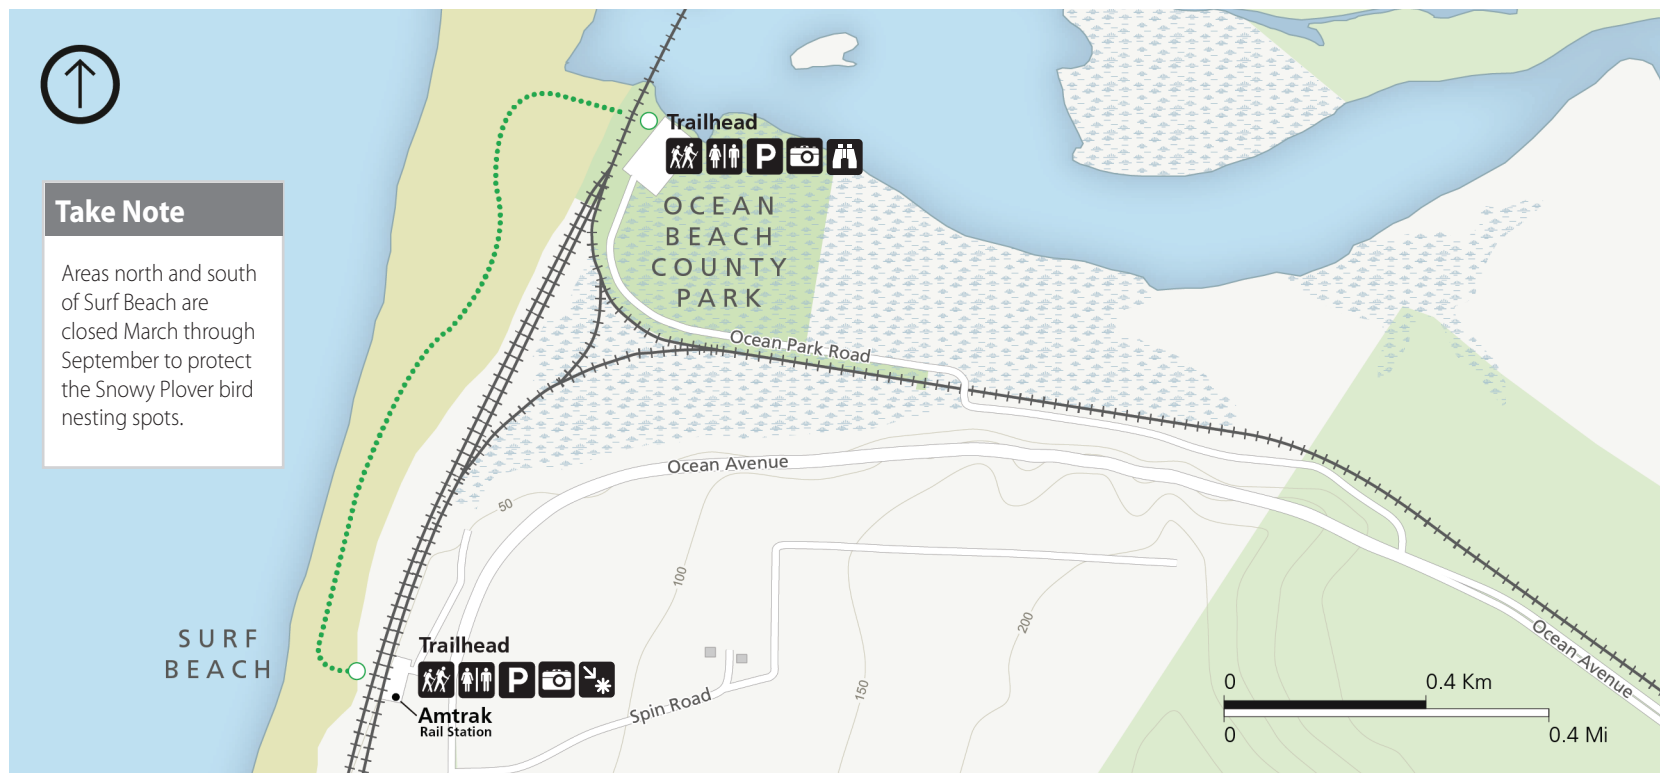 Take Note
Areas north and south
of Surf Beach are
closed March through
September to protect
the Snowy Plover bird
nesting spots.
Trailhead
P
OCEAN
BEACH
COUNTY
PARK
Ocean Park Road
Ocean Avenue
50
100
150
200
SURF
BEACH
Trailhead
P
Amtrak
Rail Station
Spin Road
Ocean Avenue
0
0.4 Km
0
0.4 Mi